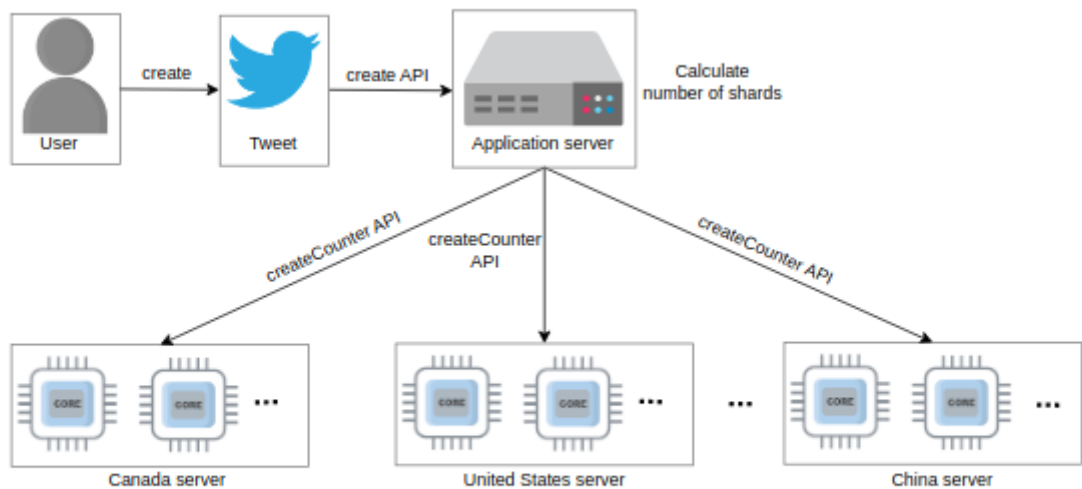 create
create API
Calculate
number of shards
User
Tweet
Application server
createCounter API
createCounter
API
createCounter API
CORE
CORE
...
CORE
CORE
...
...
CORE
CORE
...
Canada server
United States server
China server